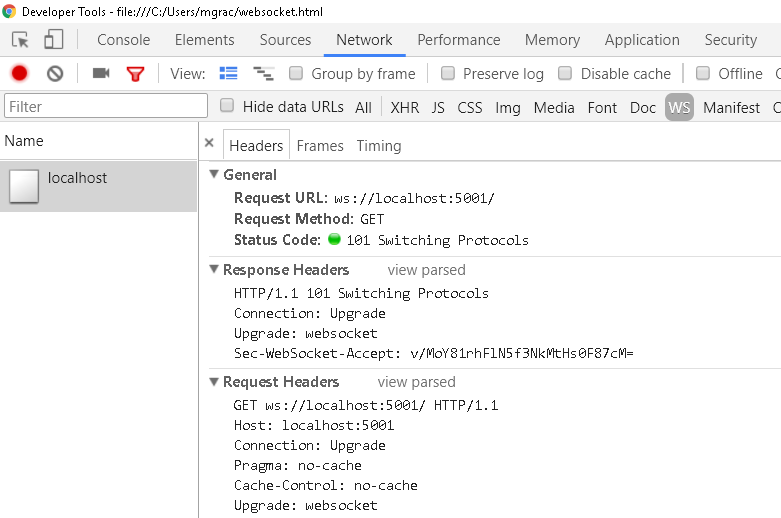 Developer Tools - file:///C:/Users/mgrac/websocket.html
Console Elements Sources Network Performance Memory Application Security
View: Group by frame Preserve log Disable cache Offline
Filter Hide data URLs All XHR JS CSS Img Media Font Doc WS Manifest
Name
Headers Frames Timing
localhost
General
Request URL: ws://localhost:5001/
Request Method: GET
Status Code: 101 Switching Protocols
Response Headers view parsed
HTTP/1.1 101 Switching Protocols
Connection: Upgrade
Upgrade: websocket
Sec-WebSocket-Accept: v/MoY81rhFlN5f3NkMtHs0F87cM=
Request Headers view parsed
GET ws://localhost:5001/ HTTP/1.1
Host: localhost:5001
Connection: Upgrade
Pragma: no-cache
Cache-Control: no-cache
Upgrade: websocket